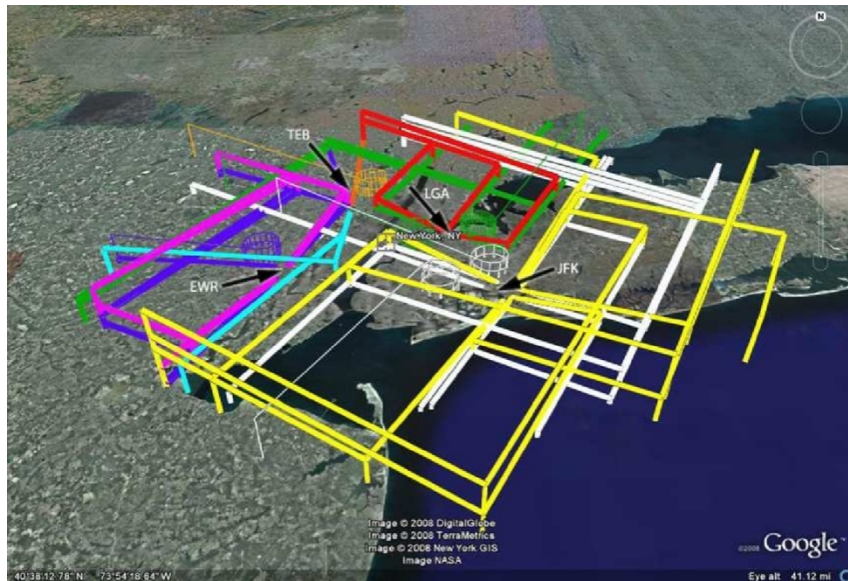 N
TEB
LGA
New York, NY
EWR
JFK
Image © 2008 DigitalGlobe
Image © 2008 TerraMetrics
Image © 2008 New York GIS
Image NASA
©2008 Google™
40°38'12.78" N 73°54'18.64" W
Eye alt 41.12 mi